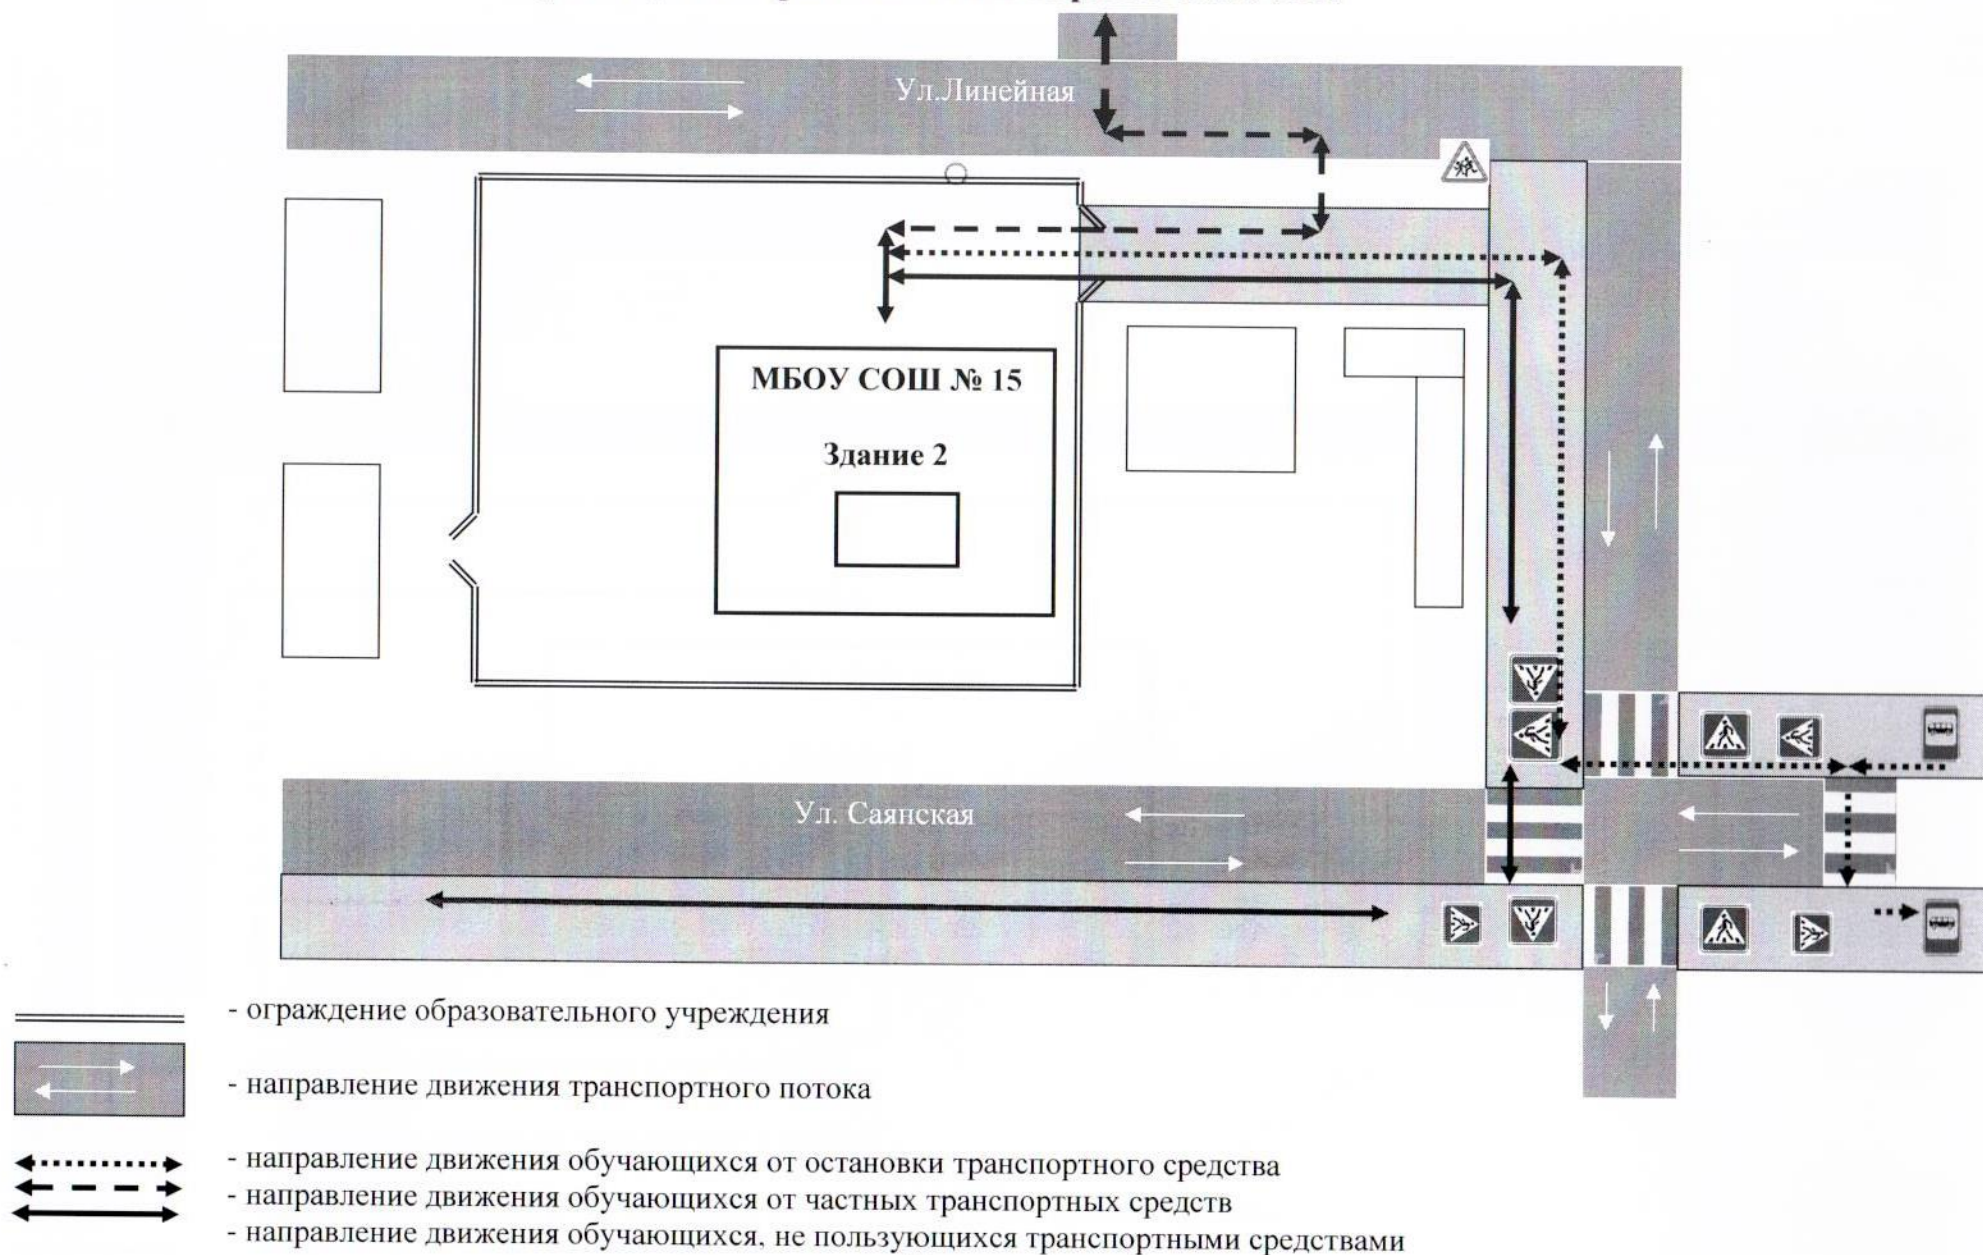 Ул.Линейная
МБОУ СОШ № 15
Здание 2
Ул. Саянская
- ограждение образовательного учреждения
- направление движения транспортного потока
- направление движения обучающихся от остановки транспортного средства
- направление движения обучающихся от частных транспортных средств
- направление движения обучающихся, не пользующихся транспортными средствами